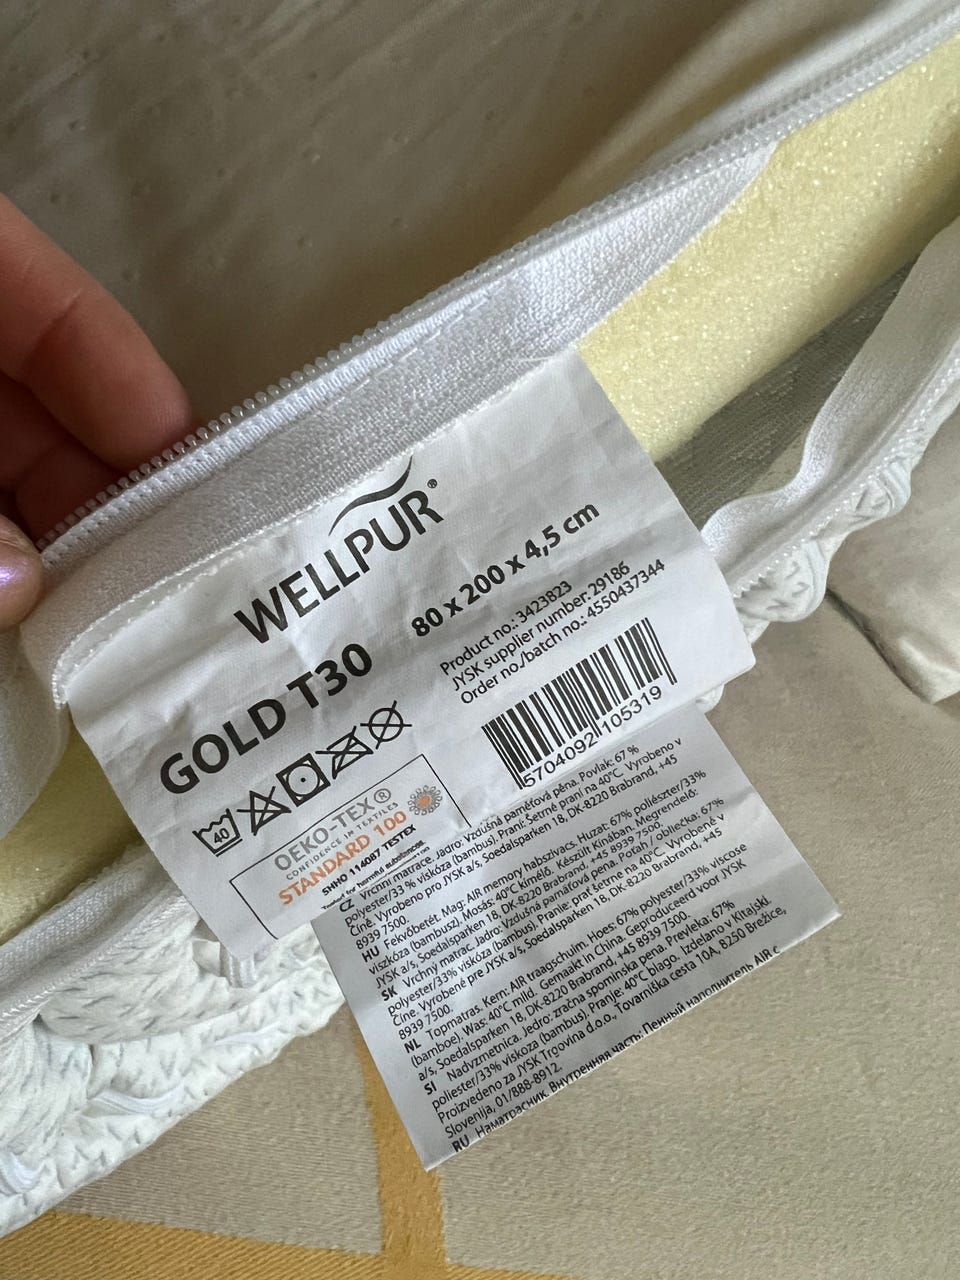 WELLPUR®
GOLD T30
80 x 200 x 4,5 cm
Product no.: 3423823
JYSK supplier number: 29186
Order no./batch no.: 4550437344
5704092 105319
40
OEKO-TEX®
CONFIDENCE IN TEXTILES
STANDARD 100
SHHO 114087 TESTEX
Tested for harmful substances.
CZ Vrchní matrace. Jádro: Vzdušná paměťová pěna. Povlak: 67 %
polyester/33 % viskóza (bambus). Praní: Šetrné praní na 40°C. Vyrobeno v
Číně. Vyrobeno pro JYSK a/s, Soedalsparken 18, DK-8220 Brabrand, +45
8939 7500.
HU Fekvőbetét. Mag: AIR memory habszivacs. Huzat: 67% poliészter/33%
viszkóza (bambusz). Mosás: 40°C kímélő. Készült Kínában. Megrendelő:
JYSK a/s, Soedalsparken 18, DK-8220 Brabrand, +45 8939 7500.
SK Vrchný matrac. Jadro: Vzdušná pamäťová pena. Poťah / obliečka: 67%
polyester/33% viskóza (bambus). Pranie: prať šetrne na 40°C. Vyrobené v
Číne. Vyrobené pre JYSK a/s, Soedalsparken 18, DK-8220 Brabrand, +45
8939 7500.
NL Topmatras. Kern: AIR traagschuim. Hoes: 67% polyester/33% viscose
(bamboe). Was: 40°C mild. Gemaakt in China. Geproduceerd voor JYSK
a/s, Soedalsparken 18, DK-8220 Brabrand, +45 8939 7500.
SI Nadvzmetnica. Jedro: zračna spominska pena. Prevleka: 67%
poliester/33% viskoza (bambus). Pranje: 40°C blago. Izdelano v Kitajski.
Proizvedeno za JYSK Trgovina d.o.o., Tovarniška cesta 10A, 8250 Brežice,
Slovenija, 01/888-8912.
RU Наматрасник. Внутренняя часть: Пенный наполнитель AIR с